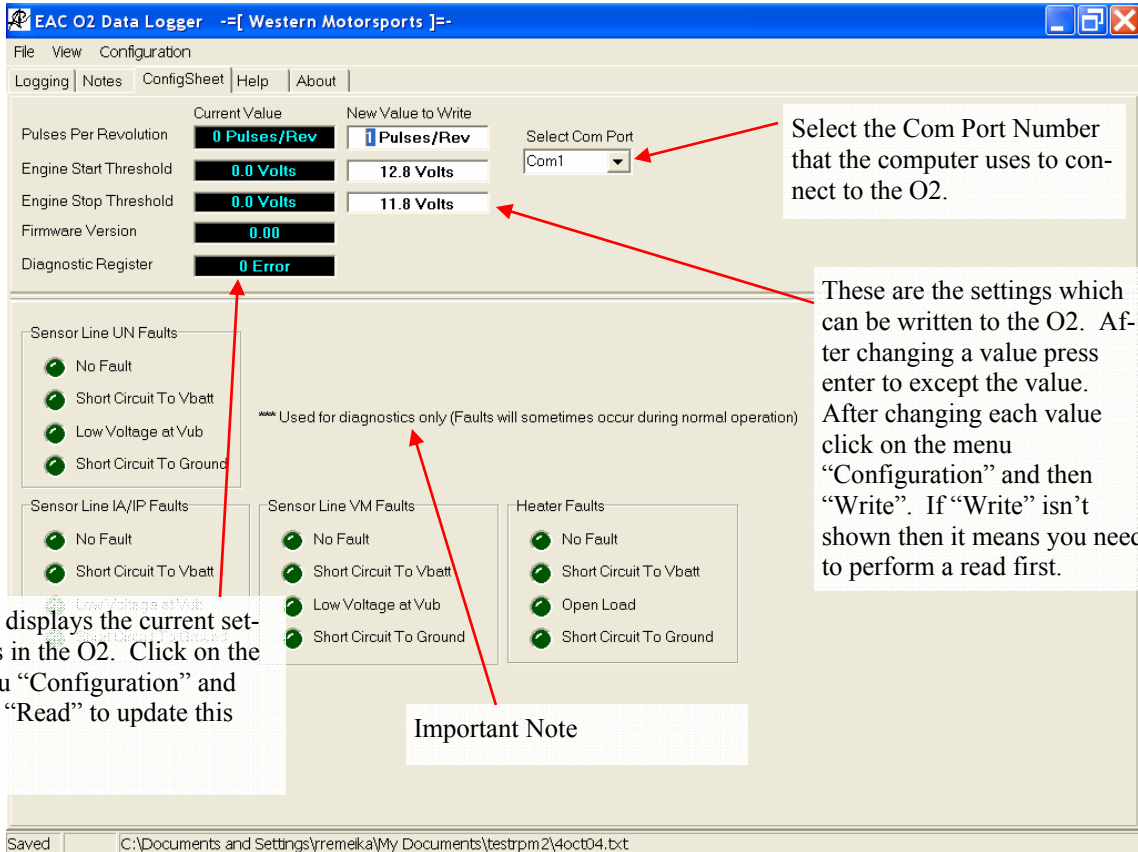 EAC O2 Data Logger -=[ Western Motorsports ]=-
File View Configuration
Logging Notes ConfigSheet Help About
Current Value New Value to Write
Pulses Per Revolution 0 Pulses/Rev 1 Pulses/Rev
Select Com Port
Engine Start Threshold 0.0 Volts 12.8 Volts
Com1
Engine Stop Threshold 0.0 Volts 11.8 Volts
Firmware Version 0.00
Diagnostic Register 0 Error
Select the Com Port Number
that the computer uses to con-
nect to the O2.
These are the settings which
can be written to the O2. Af-
ter changing a value press
enter to except the value.
After changing each value
click on the menu
“Configuration” and then
“Write”. If “Write” isn’t
shown then it means you need
to perform a read first.
Sensor Line UN Faults
No Fault
Short Circuit To Vbatt
Low Voltage at Vub
Short Circuit To Ground
**** Used for diagnostics only (Faults will sometimes occur during normal operation)
Sensor Line IA/IP Faults
No Fault
Short Circuit To Vbatt
Low Voltage at Vub
Short Circuit To Ground
Sensor Line VM Faults
No Fault
Short Circuit To Vbatt
Low Voltage at Vub
Short Circuit To Ground
Heater Faults
No Fault
Short Circuit To Vbatt
Open Load
Short Circuit To Ground
displays the current set-
s in the O2. Click on the
u “Configuration” and
“Read” to update this
Important Note
Saved C:\Documents and Settings\rremeika\My Documents\testrpm2\4oct04.txt